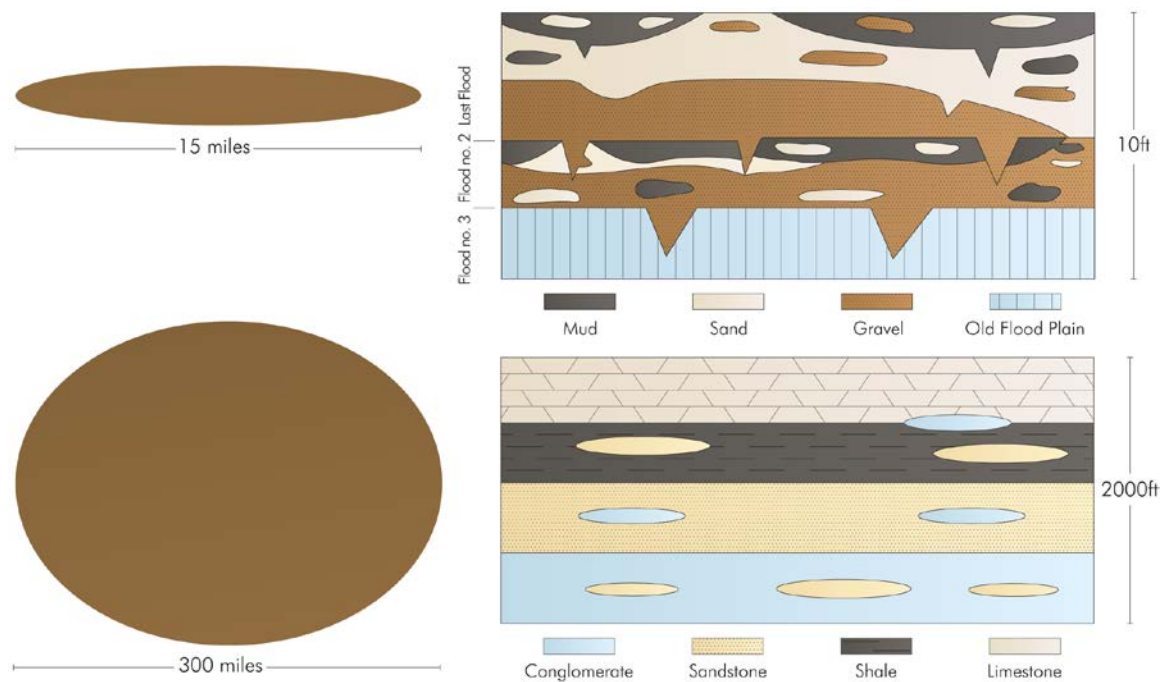 15 miles
Last Flood
Flood no. 2
Flood no. 3
10ft
Mud
Sand
Gravel
Old Flood Plain
300 miles
2000ft
Conglomerate
Sandstone
Shale
Limestone